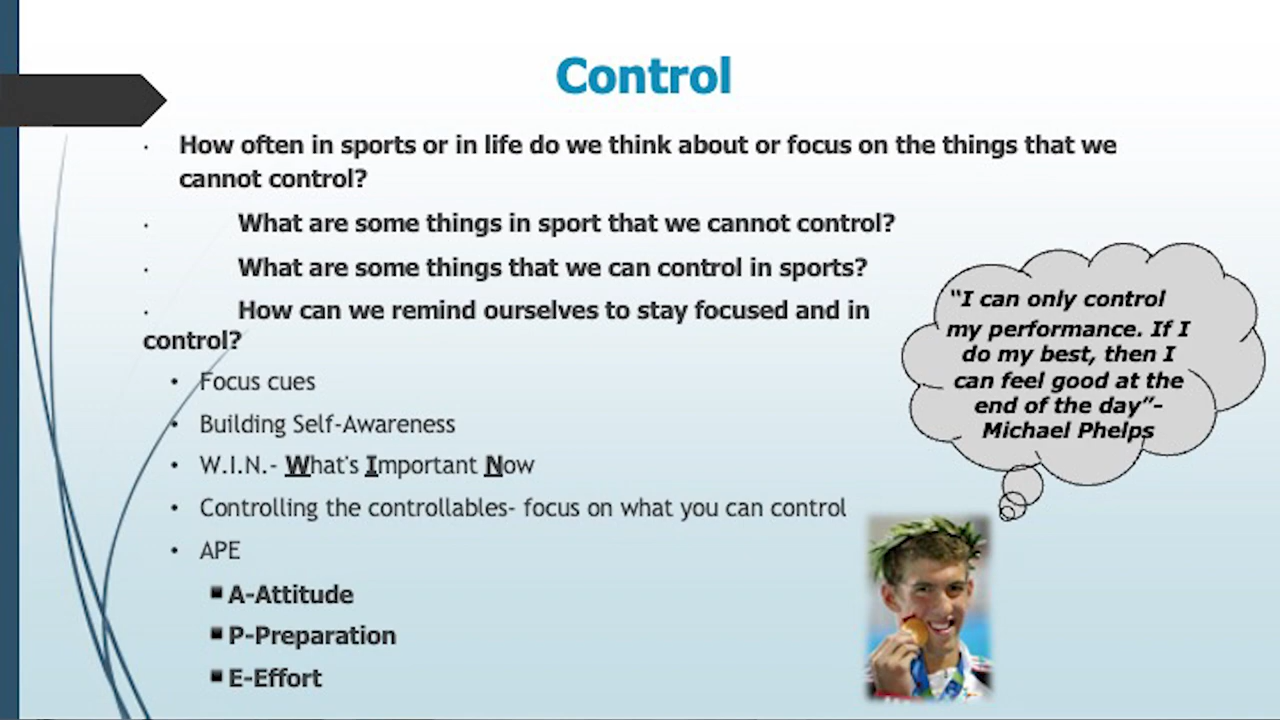 Control
· How often in sports or in life do we think about or focus on the things that we
cannot control?
· What are some things in sport that we cannot control?
· What are some things that we can control in sports?
· How can we remind ourselves to stay focused and in
control?
• Focus cues
• Building Self-Awareness
• W.I.N.- What's Important Now
• Controlling the controllables- focus on what you can control
• APE
▪ A-Attitude
▪ P-Preparation
▪ E-Effort
“I can only control
my performance. If I
do my best, then I
can feel good at the
end of the day”-
Michael Phelps